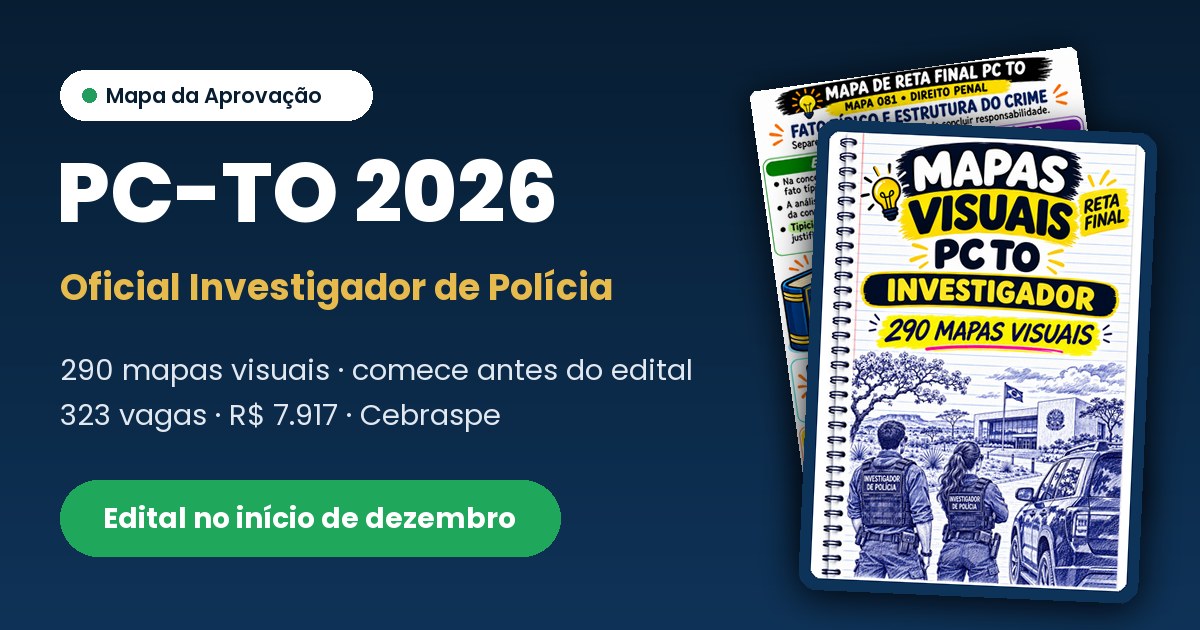 Mapa da Aprovação
PC-TO 2026
Oficial Investigador de Polícia
290 mapas visuais · comece antes do edital
323 vagas · R$ 7.917 · Cebraspe
Edital no início de dezembro
MAPA DE RETA FINAL PC TO
MAPA 081 • DIREITO PENAL
E ESTRUTURA DO CRIME
concluir responsabilidade.
MAPAS
VISUAIS
RETA
FINAL
PC TO
INVESTIGADOR
290 MAPAS VISUAIS
INVESTIGADOR
DE POLÍCIA
INVESTIGADOR
DE POLÍCIA